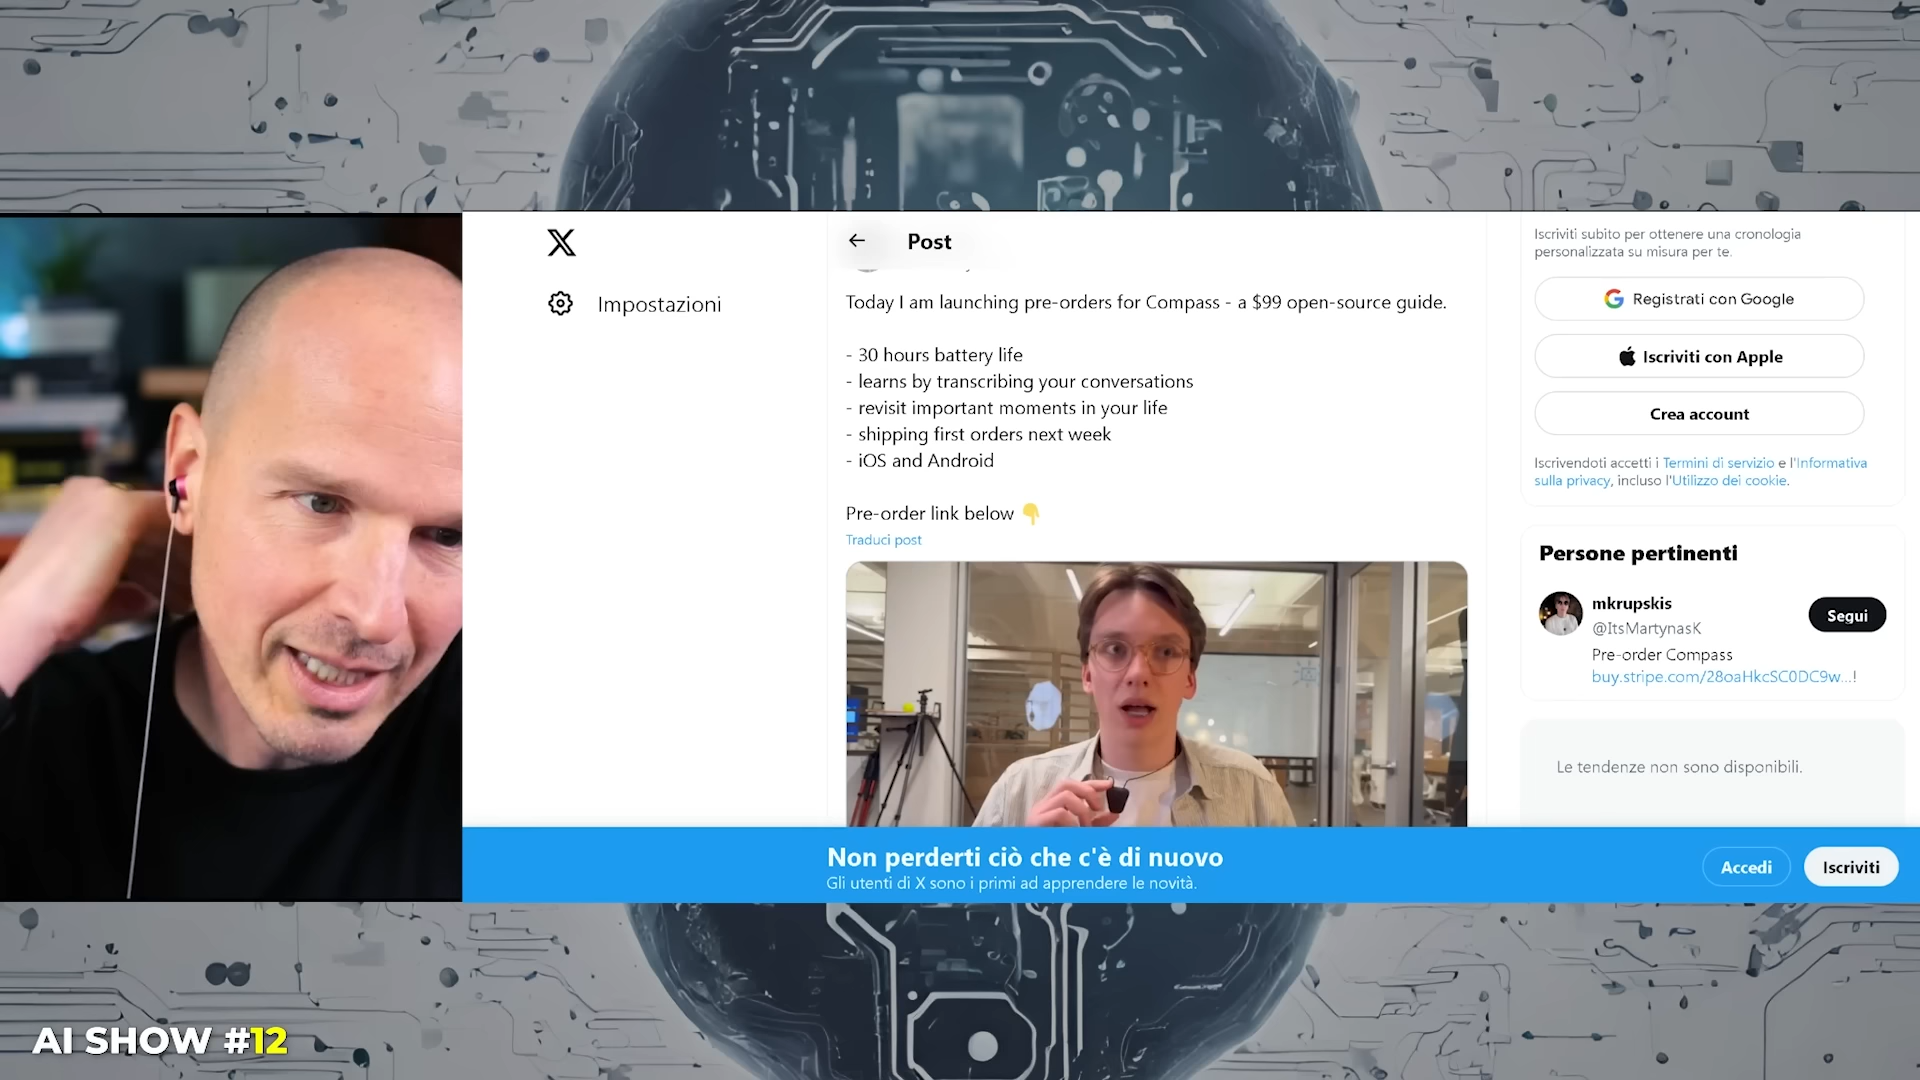 Post
Impostazioni
Today I am launching pre-orders for Compass - a $99 open-source guide.
- 30 hours battery life
- learns by transcribing your conversations
- revisit important moments in your life
- shipping first orders next week
- iOS and Android
Pre-order link below 👇
Traduci post
Iscriviti subito per ottenere una cronologia
personalizzata su misura per te.
Registrati con Google
Iscriviti con Apple
Crea account
Iscrivendoti accetti i Termini di servizio e l'Informativa
sulla privacy, incluso l'Utilizzo dei cookie.
Persone pertinenti
mkrupskis
@ItsMartynasK
Segui
Pre-order Compass
buy.stripe.com/28oaHkcSC0DC9w...!
Le tendenze non sono disponibili.
Non perderti ciò che c'è di nuovo
Gli utenti di X sono i primi ad apprendere le novità.
Accedi
Iscriviti
AI SHOW #12